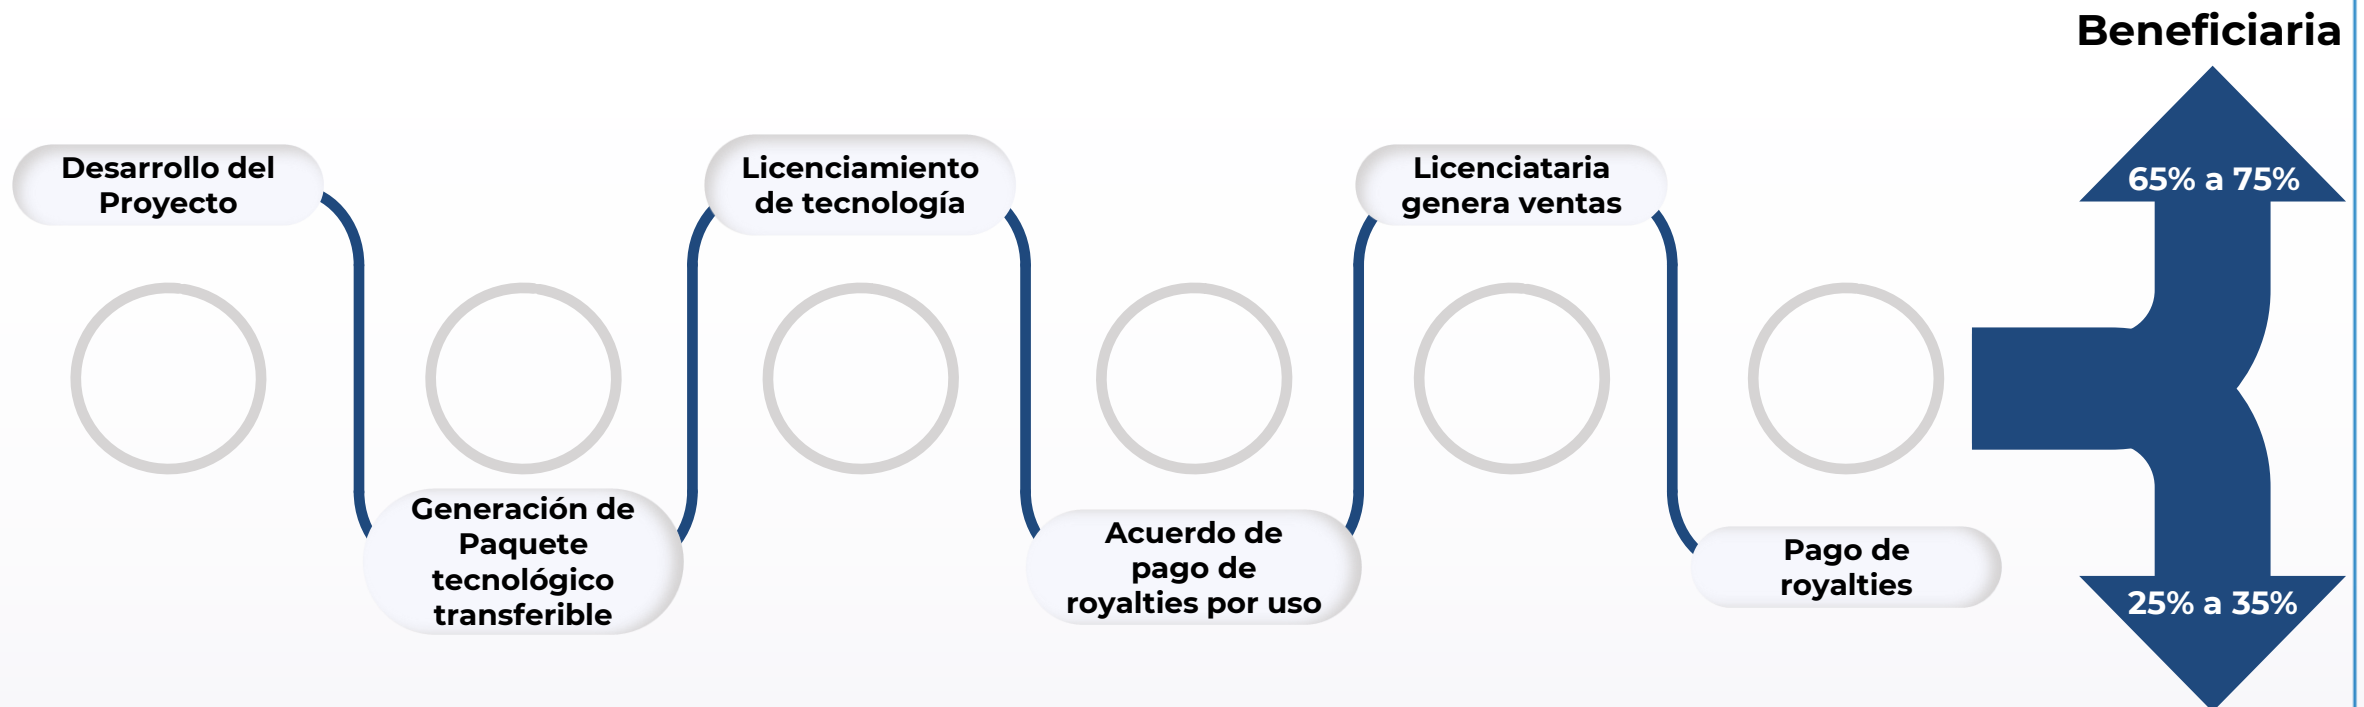 Beneficiaria
Desarrollo del
Proyecto
Generación de
Paquete
tecnológico
transferible
Licenciamiento
de tecnología
Acuerdo de
pago de
royalties por uso
Licenciataria
genera ventas
Pago de
royalties
65% a 75%
25% a 35%